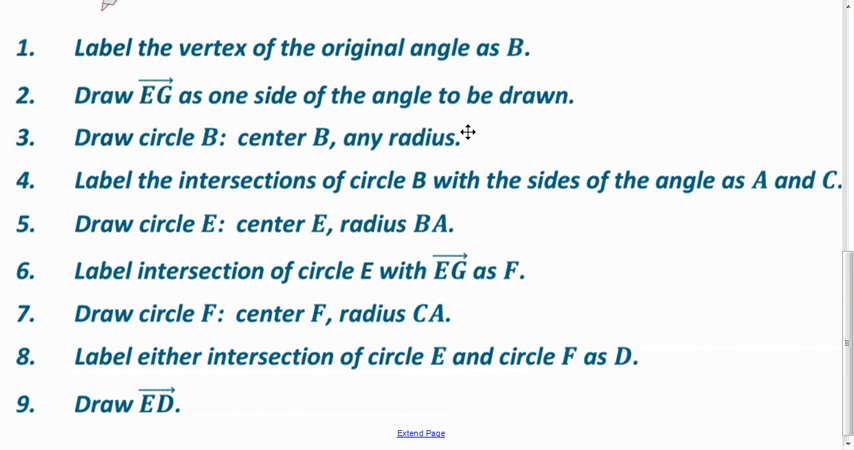 1. Label the vertex of the original angle as B.
2. Draw $\overrightarrow{EG}$ as one side of the angle to be drawn.
3. Draw circle B: center B, any radius.
4. Label the intersections of circle B with the sides of the angle as A and C.
5. Draw circle E: center E, radius BA.
6. Label intersection of circle E with $\overrightarrow{EG}$ as F.
7. Draw circle F: center F, radius CA.
8. Label either intersection of circle E and circle F as D.
9. Draw $\overrightarrow{ED}$.
Extend Page